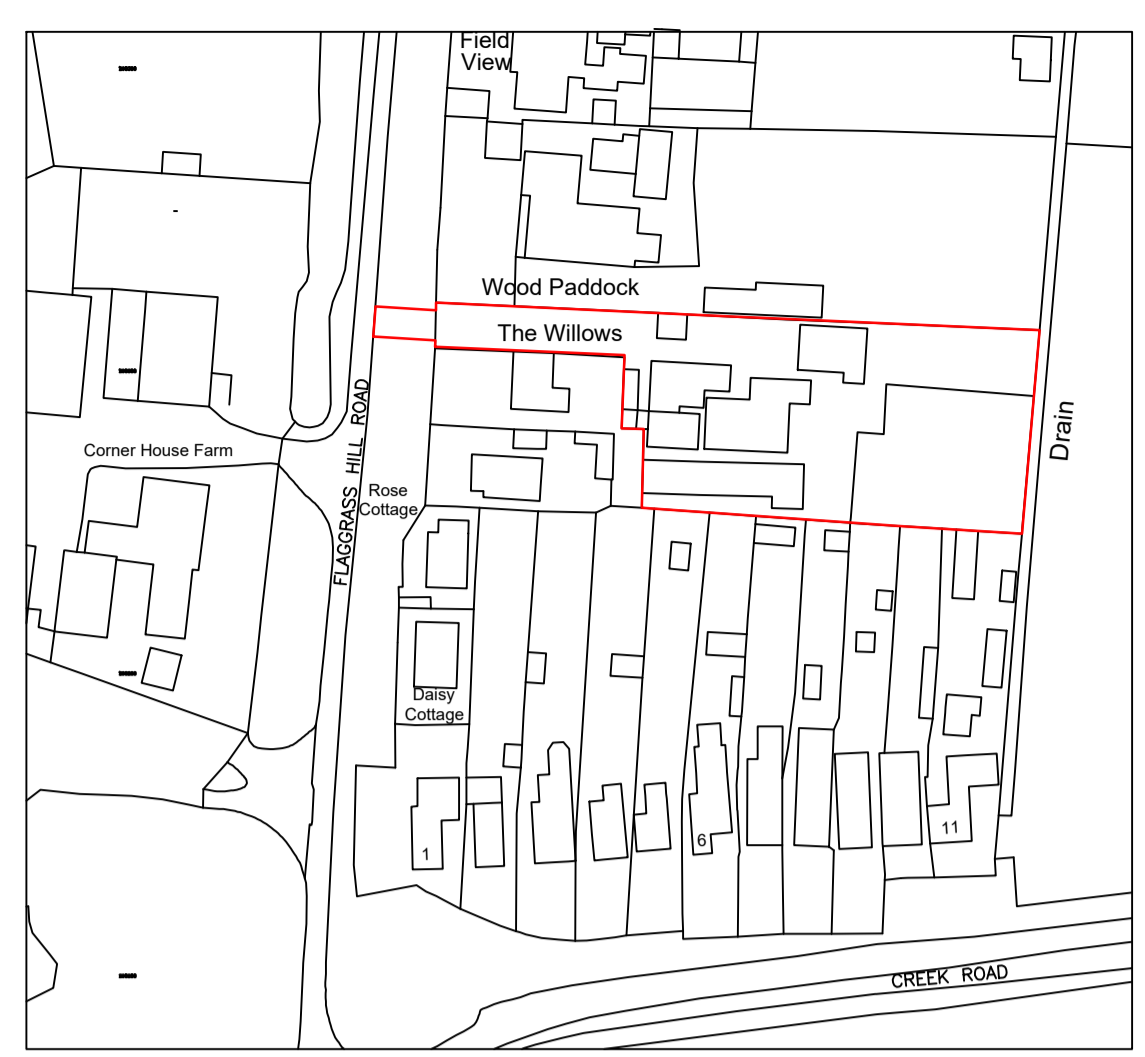 Field
View
Wood Paddock
The Willows
FLAGGRASS HILL ROAD
Drain
Corner House Farm
Rose
Cottage
Daisy
Cottage
1
6
11
CREEK ROAD